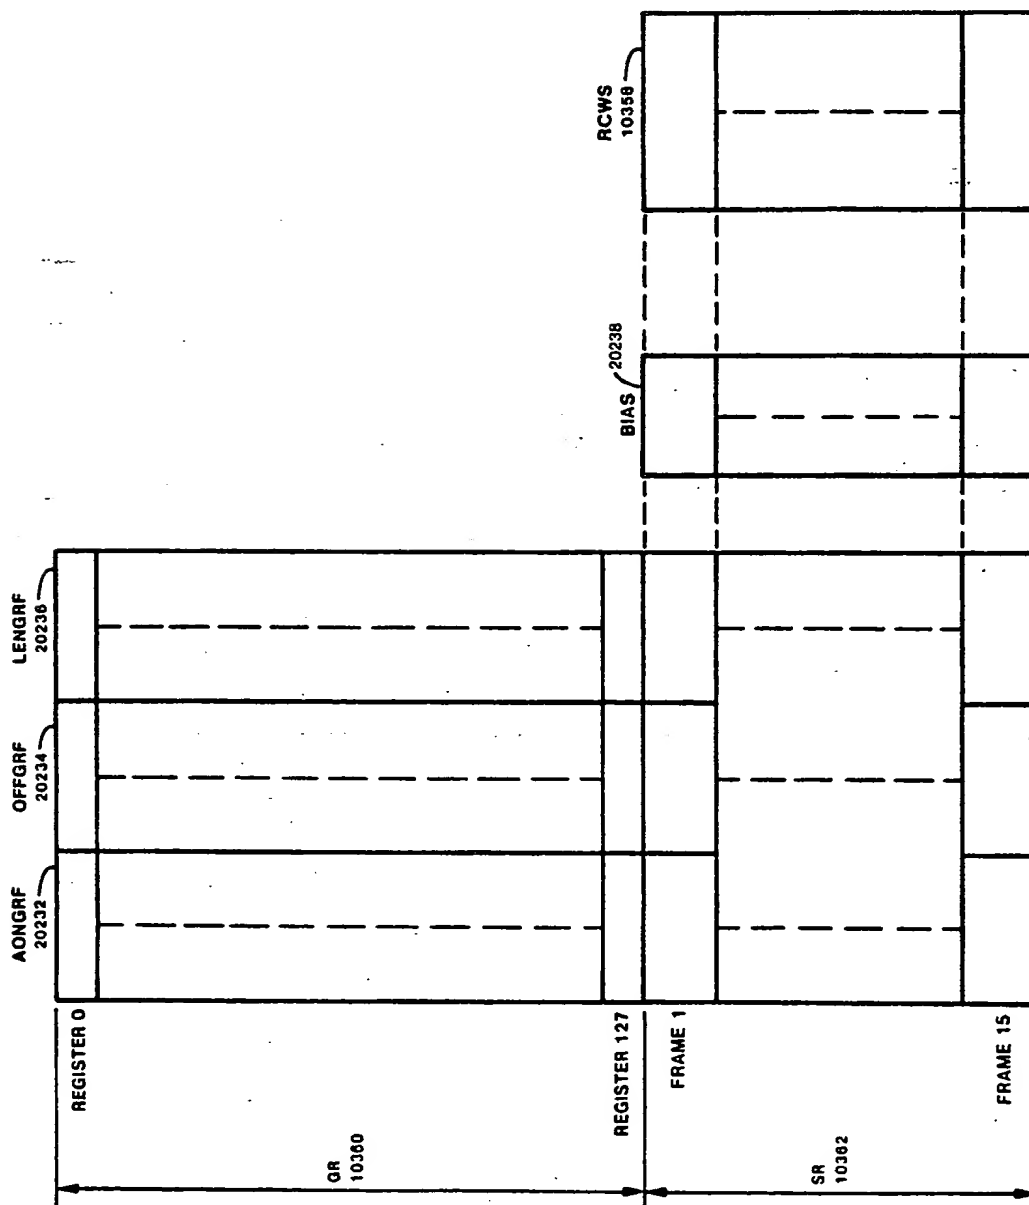 AONGRF
20232
OFFGRF
20234
LENGRF
20236
REGISTER 0
GR
10360
REGISTER 127
BIAS
20238
RCWS
10358
FRAME 1
SR
10362
FRAME 15